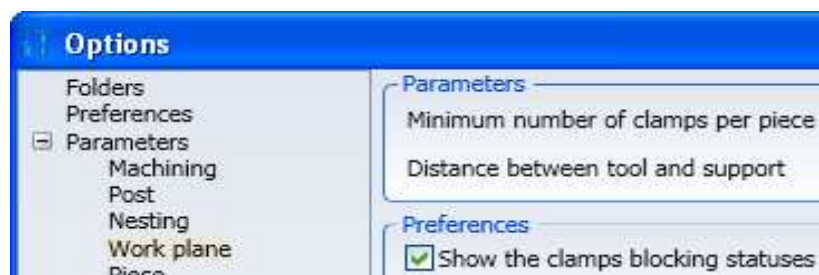 Options
Folders
Preferences
Parameters
Machining
Post
Nesting
Work plane
Piece
Parameters
Minimum number of clamps per piece
Distance between tool and support
Preferences
Show the clamps blocking statuses